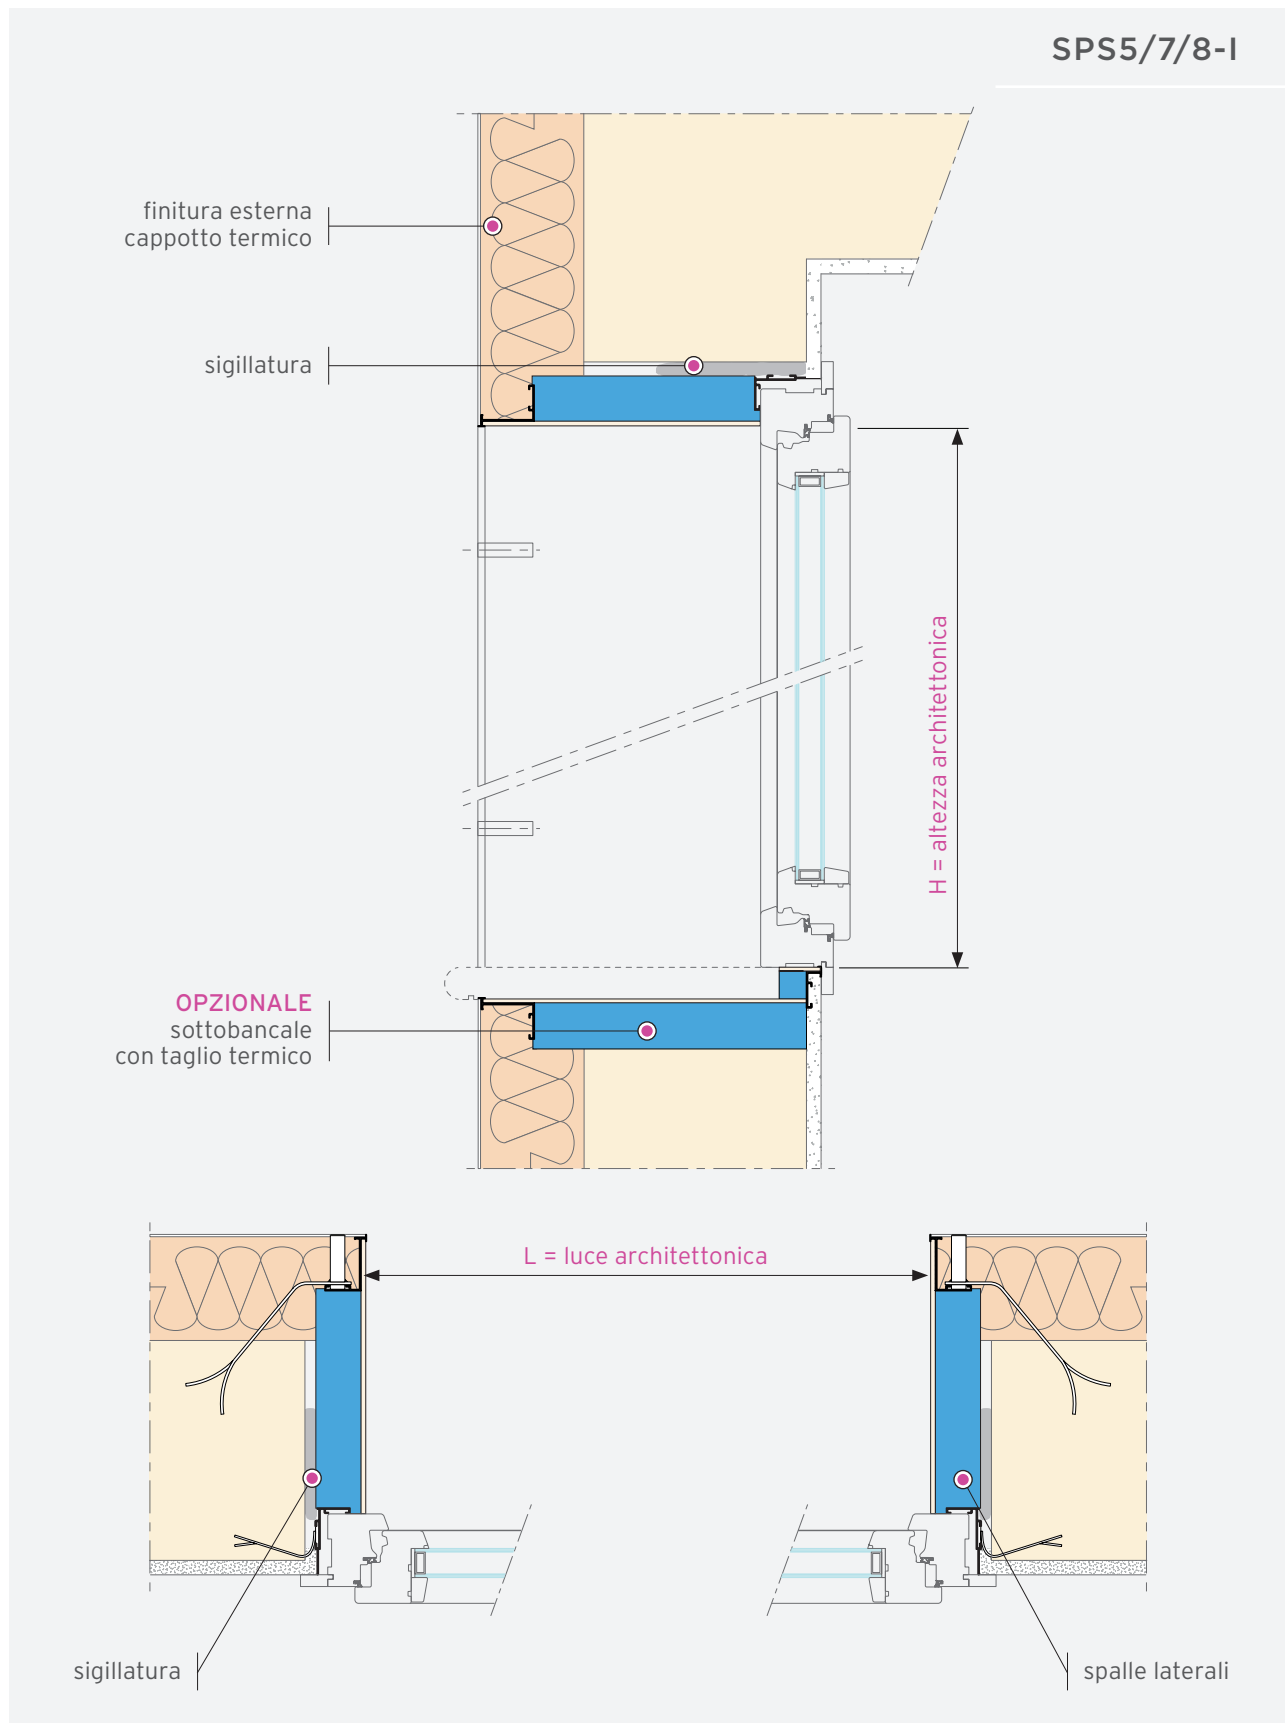 SPS5/7/8-I
finitura esterna
cappotto termico
sigillatura
H = altezza architettonica
OPZIONALE
sottobancale
con taglio termico
L = luce architettonica
sigillatura
spalle laterali